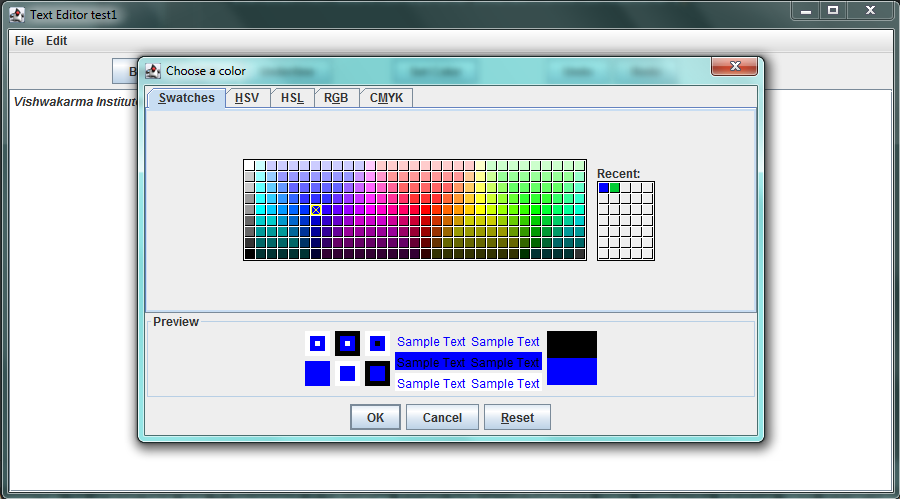 Text Editor test1
File Edit
Choose a color
Vishwakarma Institute
Swatches HSV HSL RGB CMYK
Recent:
Preview
Sample Text Sample Text
Sample Text Sample Text
Sample Text Sample Text
OK Cancel Reset